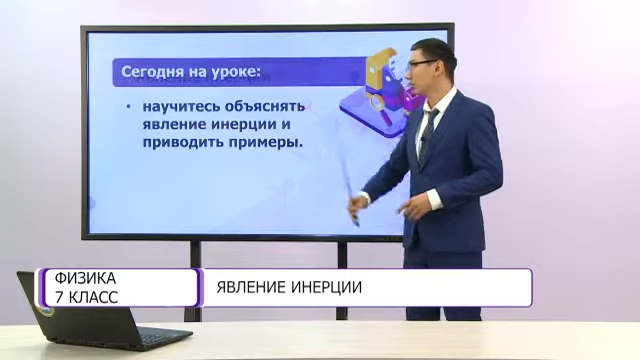 Сегодня на уроке:
• научитесь объяснять
явление инерции и
приводить примеры.
ФИЗИКА
7 КЛАСС
ЯВЛЕНИЕ ИНЕРЦИИ